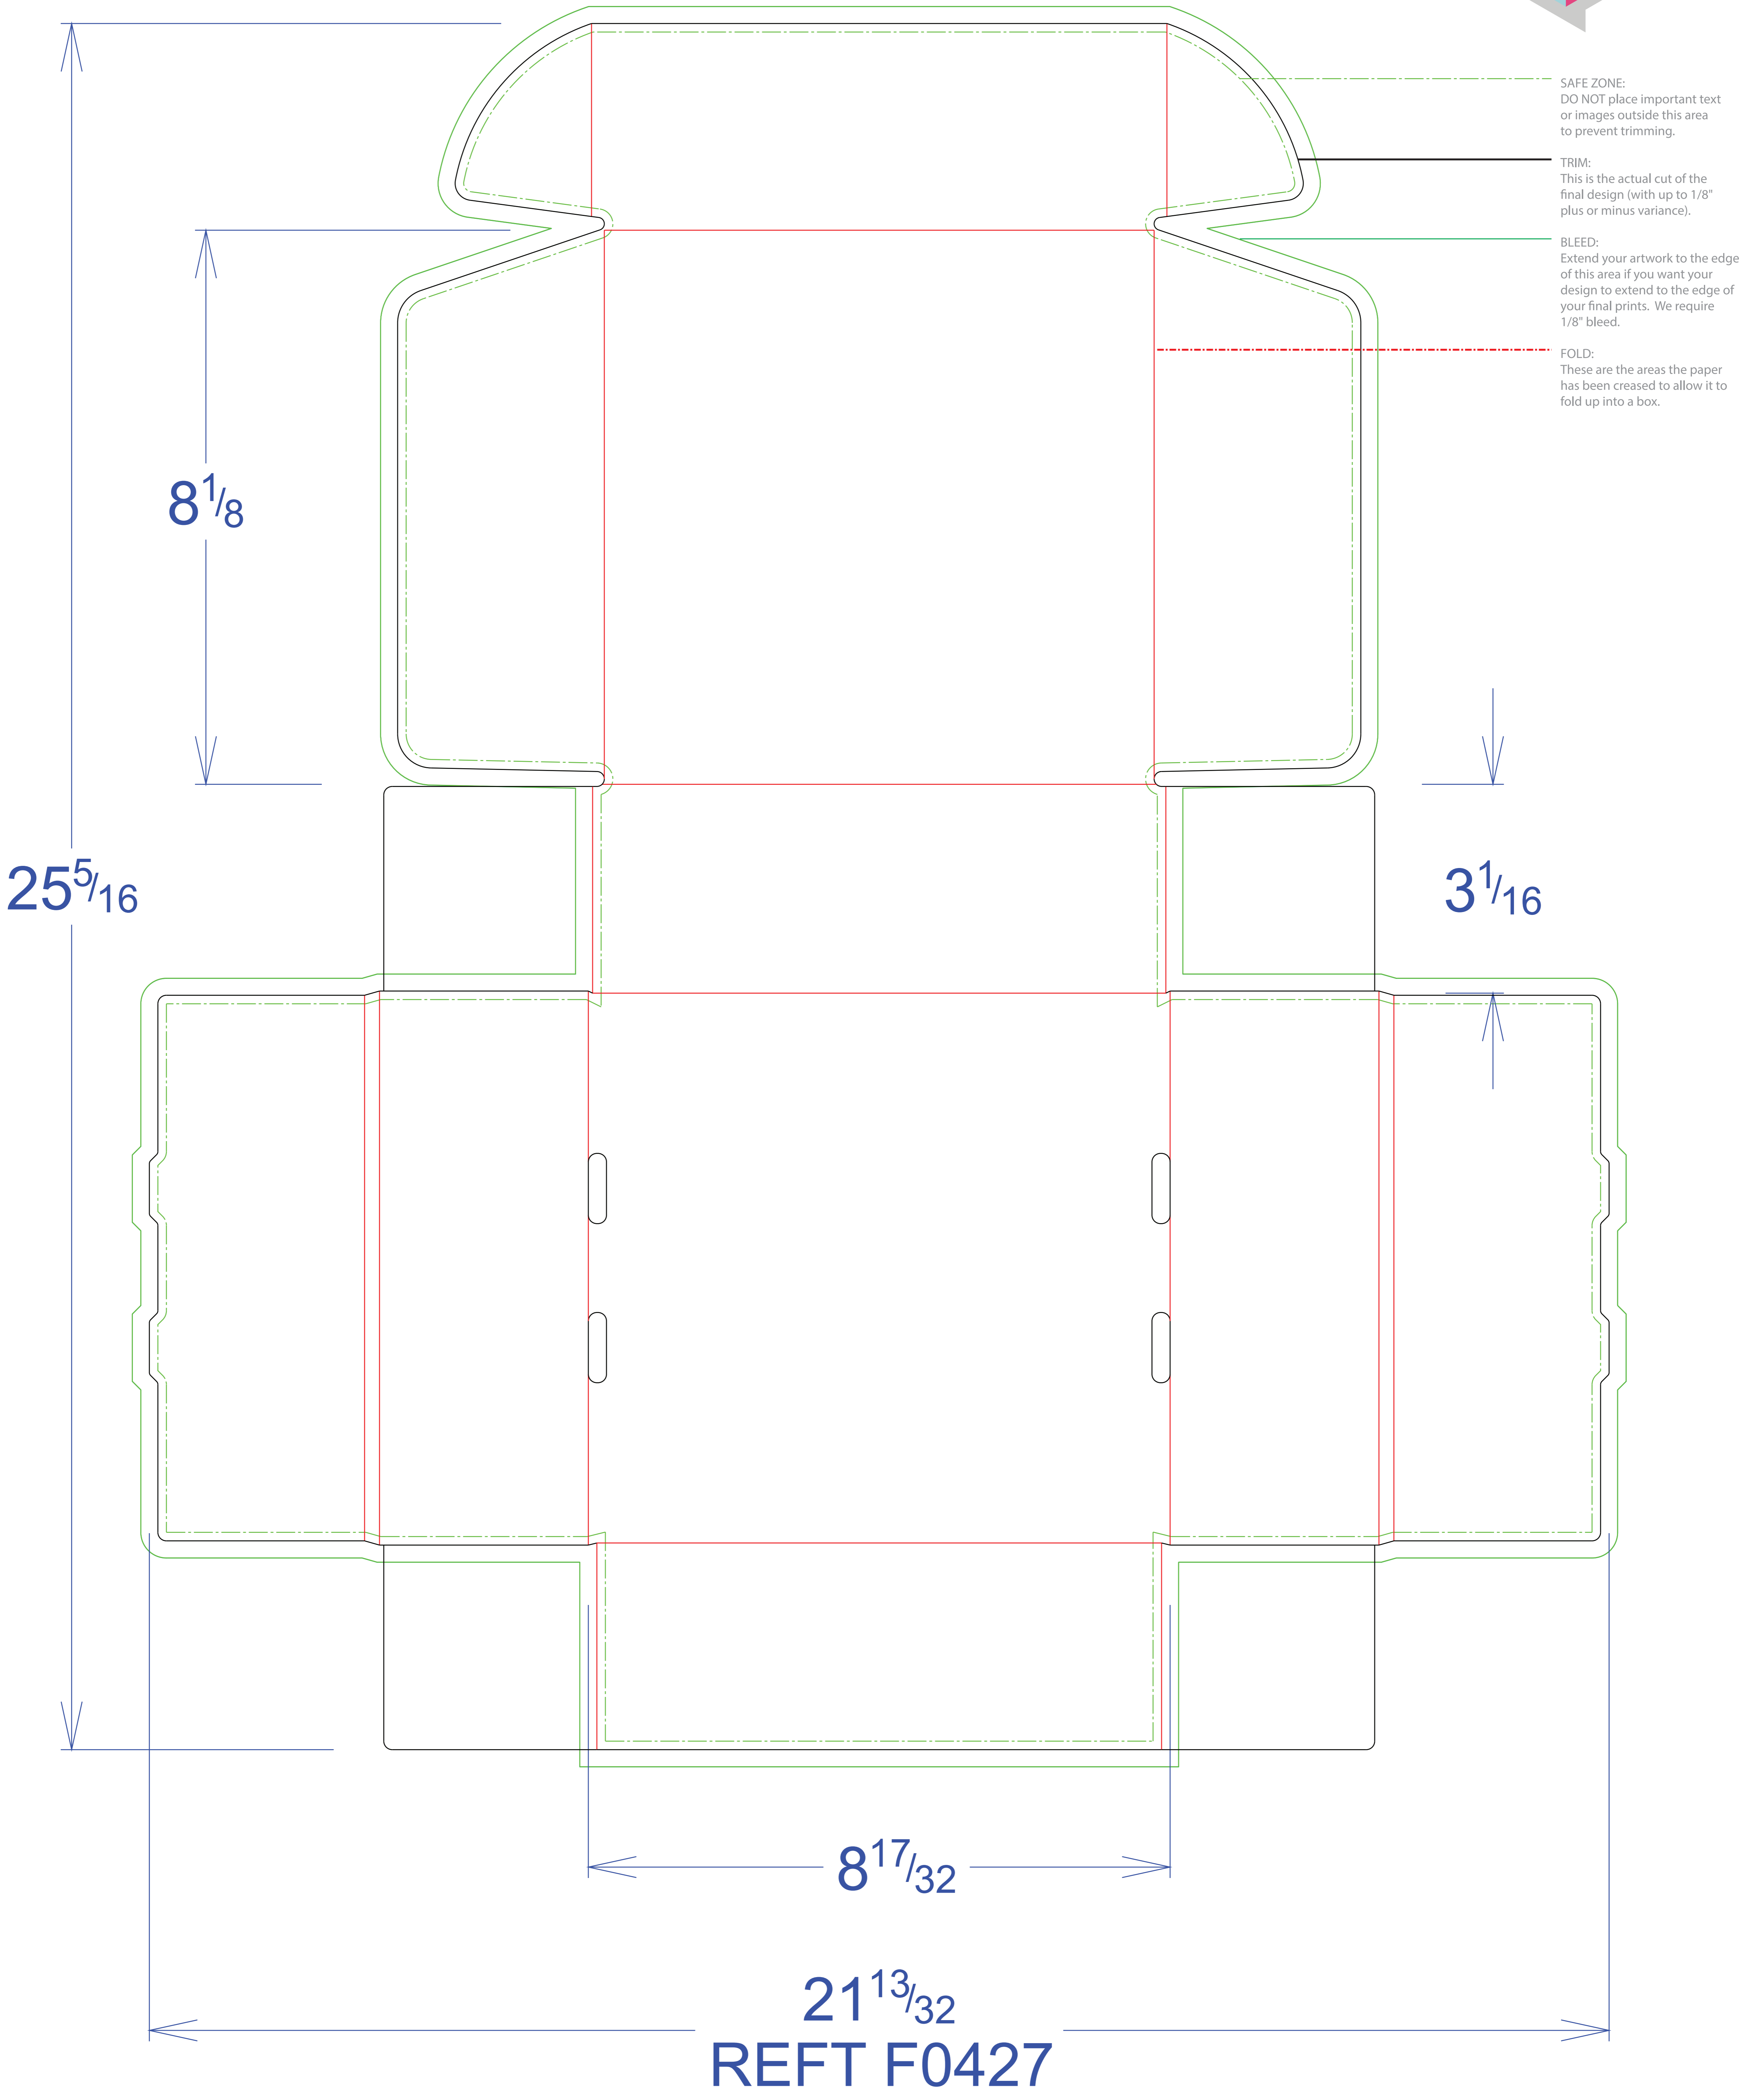 SAFE ZONE:
DO NOT place important text
or images outside this area
to prevent trimming.
TRIM:
This is the actual cut of the
final design (with up to 1/8"
plus or minus variance).
BLEED:
Extend your artwork to the edge
of this area if you want your
design to extend to the edge of
your final prints. We require
1/8" bleed.
FOLD:
These are the areas the paper
has been creased to allow it to
fold up into a box.
8 1/8
25 5/16
3 1/16
8 17/32
21 13/32
REFT F0427